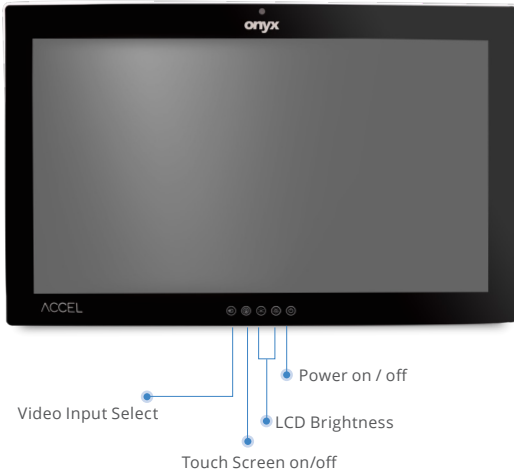 onyx
ACCEL
Power on / off
Video Input Select
LCD Brightness
Touch Screen on/off